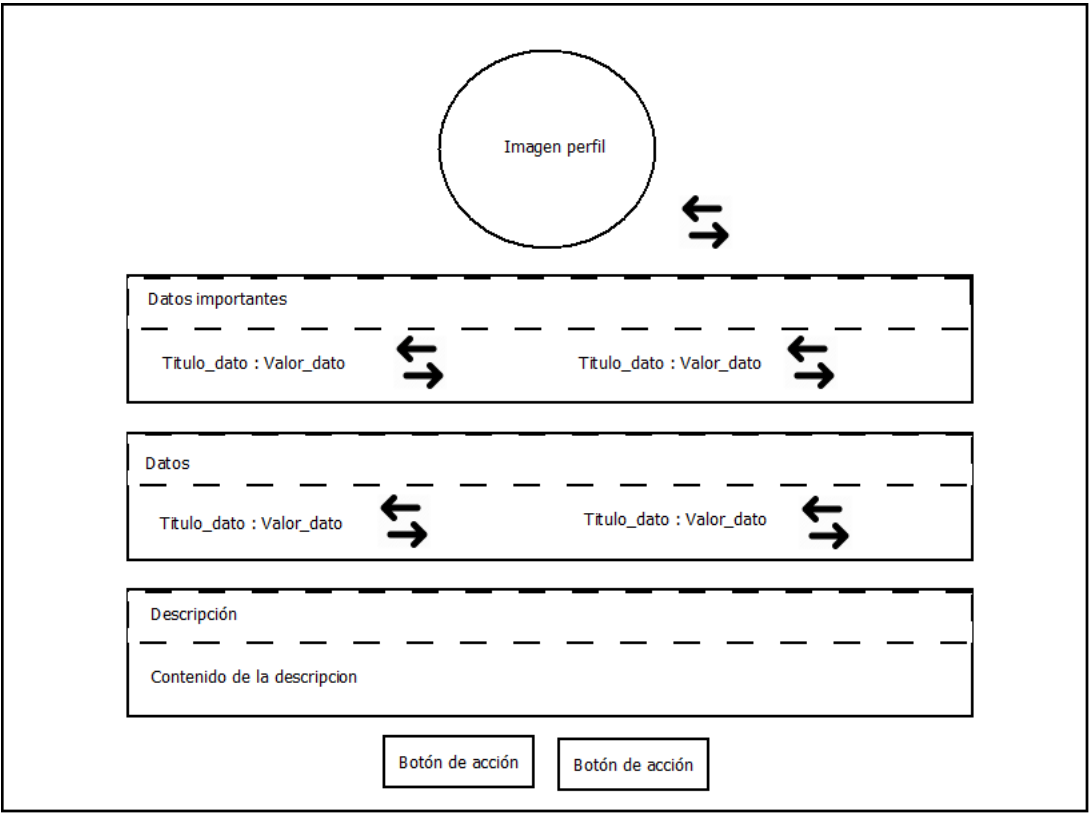 Imagen perfil
Datos importantes
Titulo_dato : Valor_dato
Titulo_dato : Valor_dato
Datos
Titulo_dato : Valor_dato
Titulo_dato : Valor_dato
Descripción
Contenido de la descripcion
Botón de acción
Botón de acción